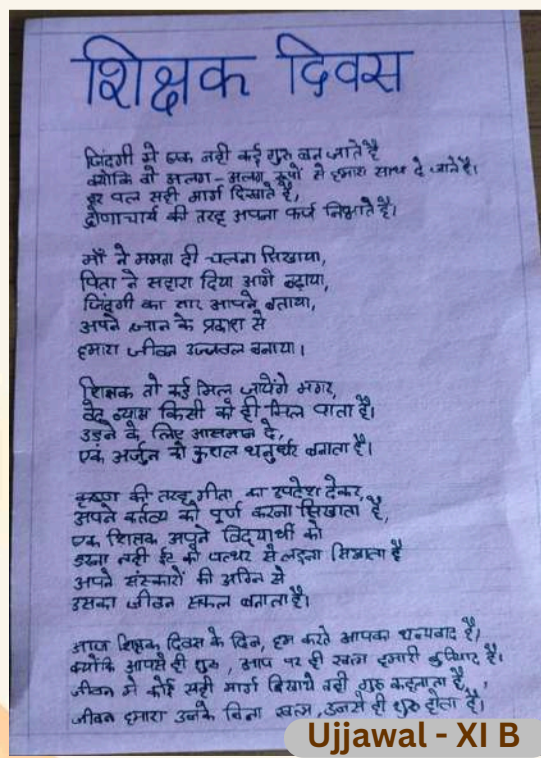 शिक्षक दिवस
जिंदगी मे एक नही कई गुरु बन जाते है
क्योकि वो अलग-अलग रूपो से हमारा साथ दे जाते है।
हर पल सही मार्ग दिखाते है,
द्रोणाचार्य की तरह अपना फर्ज निभाते है।
माँ ने ममता दी चलना सिखाया,
पिता ने सहारा दिया आगे बढ़ाया,
जिंदगी का सार आपने बताया,
अपने ज्ञान के प्रकाश से
हमारा जीवन उज्जवल बनाया।
शिक्षक तो कई मिल जायेंगे मगर,
वेद व्यास किसी को ही मिल पाता है।
उड़ने के लिए आसमान दे,
एक अर्जुन को कुशल धनुर्धर बनाता है।
कृष्ण की तरह गीता का उपदेश देकर,
अपने कर्तव्य को पूर्ण करना सिखाता है,
एक शिक्षक अपने विद्यार्थी को
डरना नही ईट को पत्थर से लड़ना सिखाता है
अपने संस्कारों की अग्नि से
उसका जीवन सफल बनाता है।
आज शिक्षक दिवस के दिन, हम करते आपका धन्यवाद है,
क्योंकि आपसे ही शुरु, आप पर ही खत्म हमारी बुनियाद है।
जीवन मे कोई सही मार्ग दिखाये वही गुरु कहलाता है,
जीवन हमारा उनके बिना खत्म, उनसे ही शुरु होता है।
Ujjawal - XI B